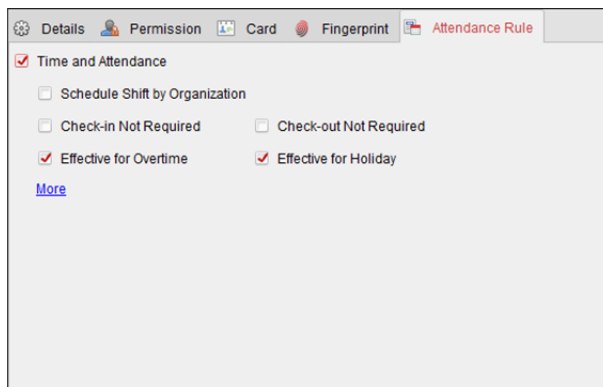 Details Permission Card Fingerprint Attendance Rule
Time and Attendance
Schedule Shift by Organization
Check-in Not Required Check-out Not Required
Effective for Overtime Effective for Holiday
More